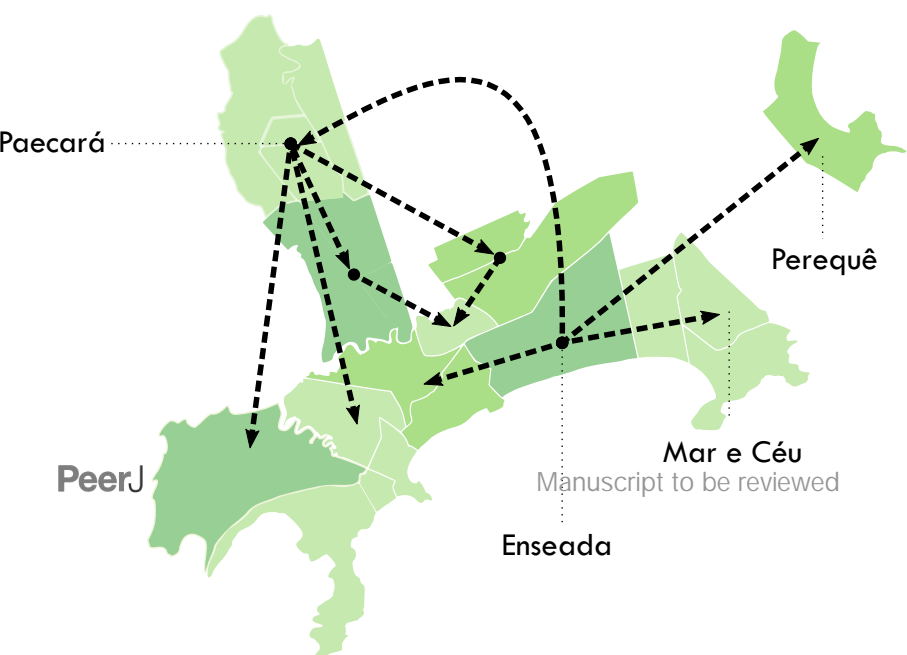 Paecará
Perequê
Mar e Céu
PeerJ
Manuscript to be reviewed
Enseada